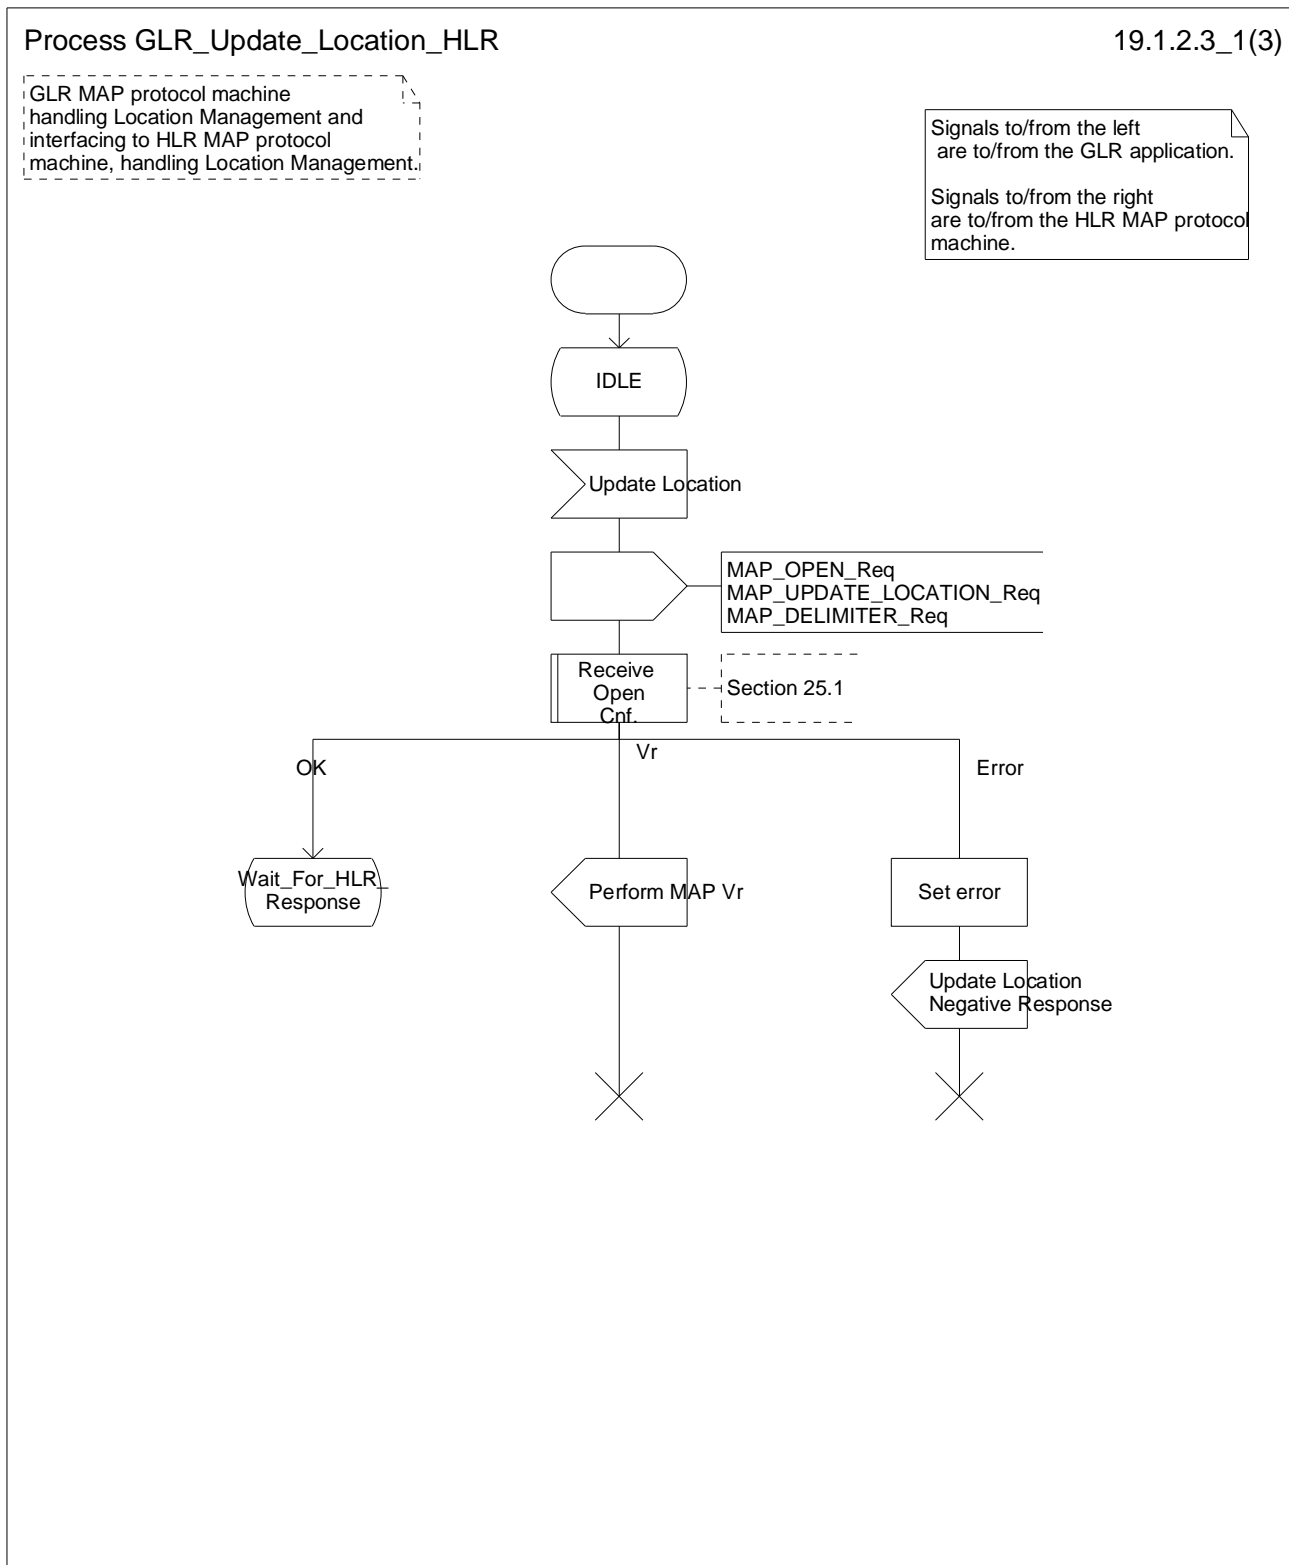 Process GLR_Update_Location_HLR
19.1.2.3_1(3)
GLR MAP protocol machine
handling Location Management and
interfacing to HLR MAP protocol
machine, handling Location Management.
Signals to/from the left
are to/from the GLR application.
Signals to/from the right
are to/from the HLR MAP protocol
machine.
IDLE
Update Location
MAP_OPEN_Req
MAP_UPDATE_LOCATION_Req
MAP_DELIMITER_Req
Receive
Open
Cnf.
Section 25.1
OK
Vr
Error
Wait_For_HLR_
Response
Perform MAP Vr
Set error
Update Location
Negative Response